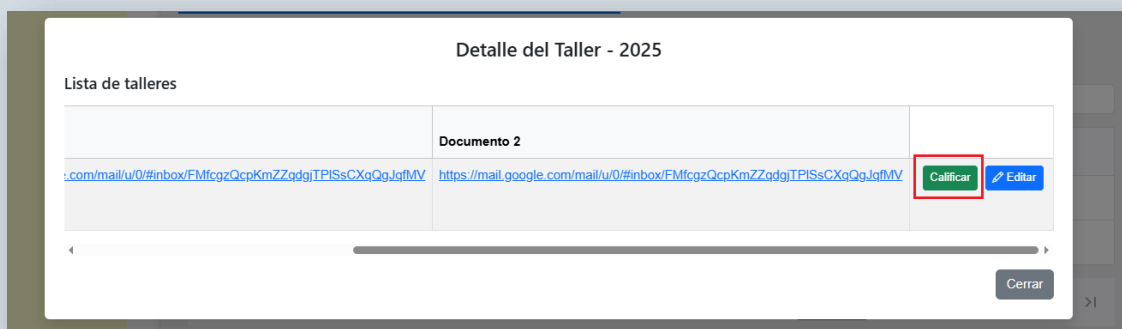 Detalle del Taller - 2025
Lista de talleres
Documento 2
e.com/mail/u/0/#inbox/FMfcgzQcpKmZZqdgjTPlSsCXqQgJqfMV https://mail.google.com/mail/u/0/#inbox/FMfcgzQcpKmZZqdgjTPlSsCXqQgJqfMV Calificar Editar
Cerrar